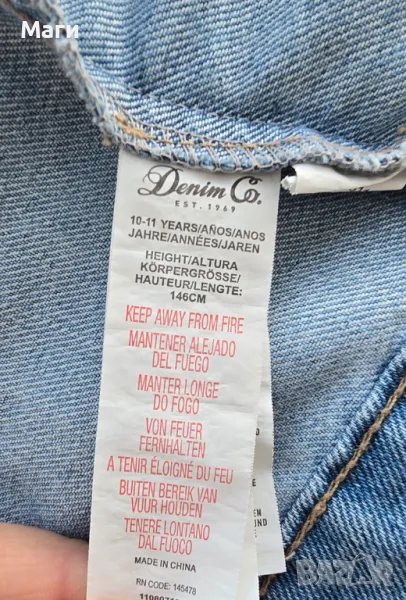 Маги
Denim Co.
EST. 1969
10-11 YEARS/AÑOS/ANOS
JAHRE/ANNÉES/JAREN
HEIGHT/ALTURA
KÖRPERGRÖSSE/
HAUTEUR/LENGTE:
146CM
KEEP AWAY FROM FIRE
MANTENER ALEJADO
DEL FUEGO
MANTER LONGE
DO FOGO
VON FEUER
FERNHALTEN
A TENIR ÉLOIGNÉ DU FEU
BUITEN BEREIK VAN
VUUR HOUDEN
TENERE LONTANO
DAL FUOCO
MADE IN CHINA
RN CODE: 145478
BAZAR